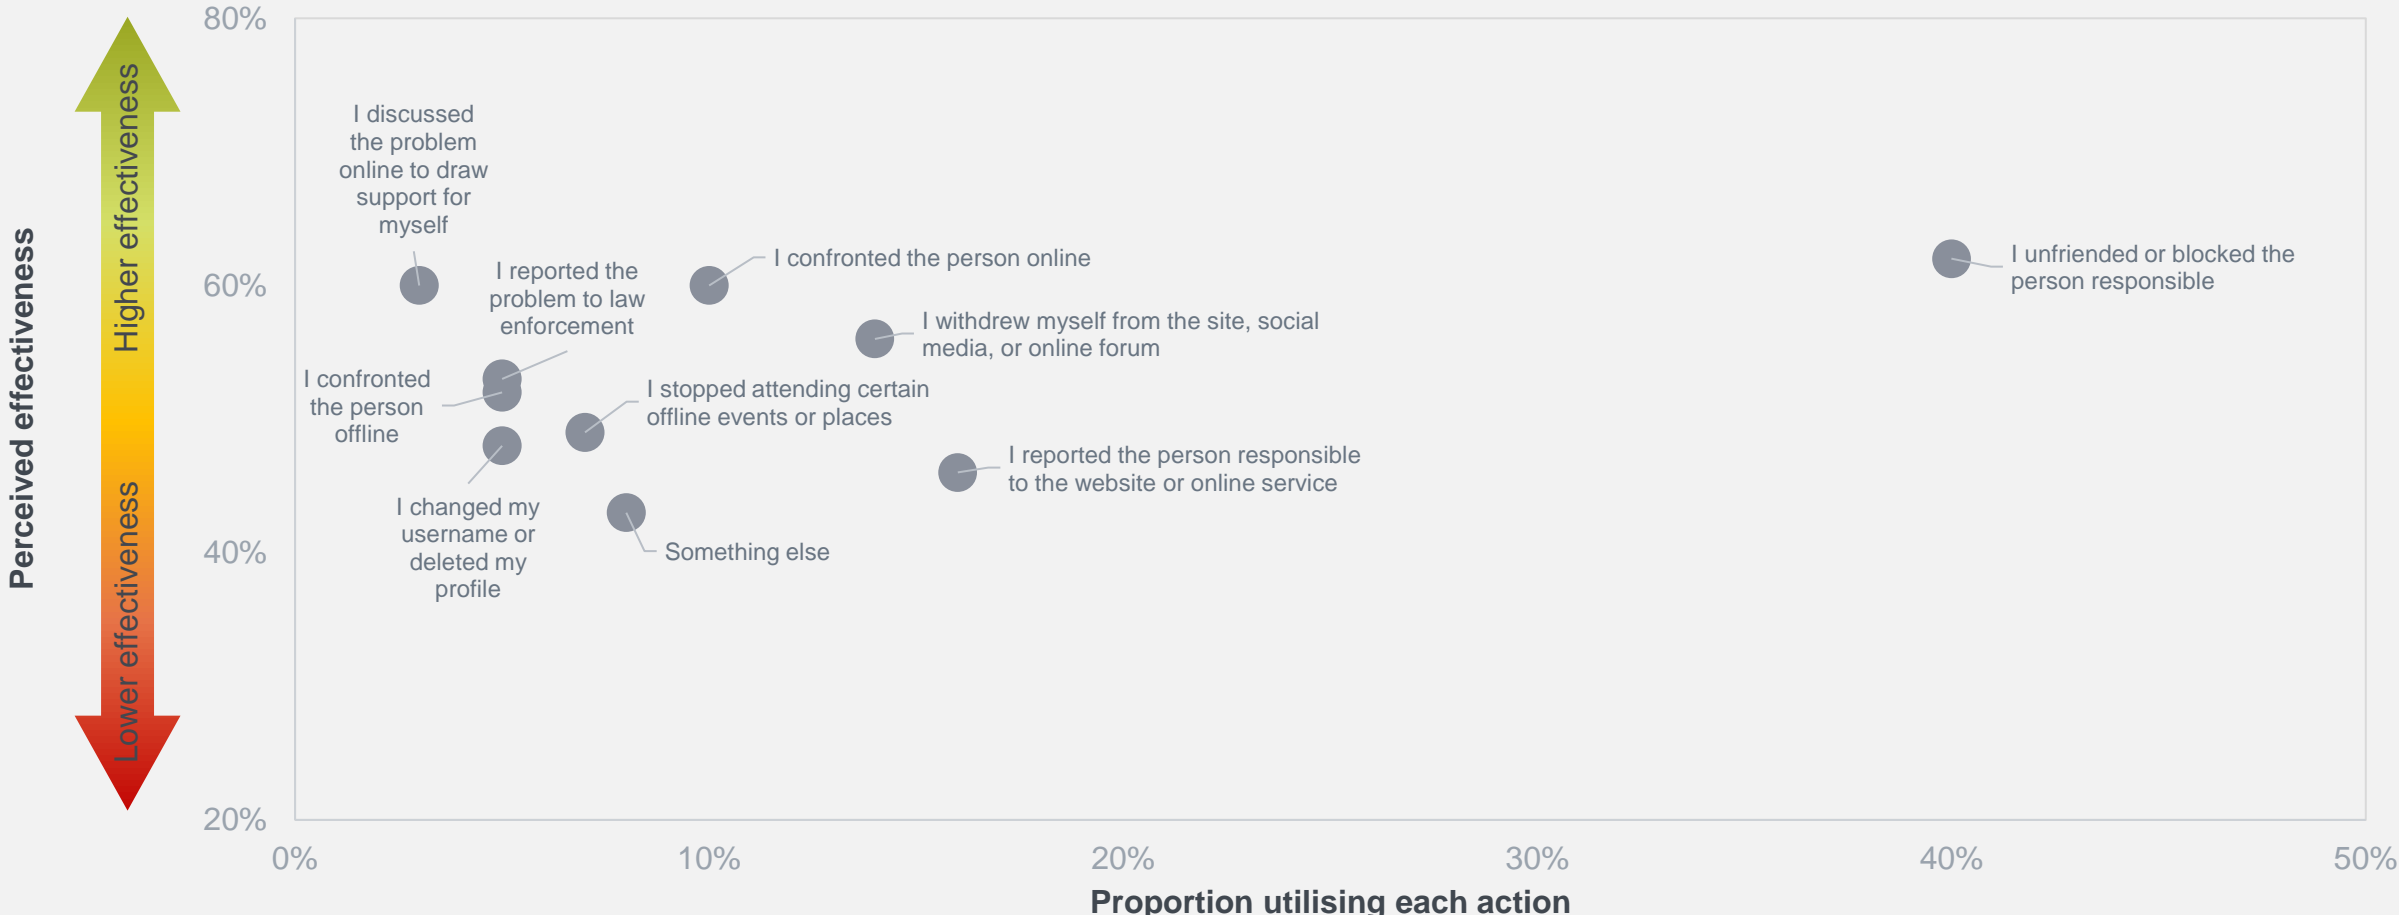 Perceived effectiveness
Higher effectiveness
Lower effectiveness
80%
60%
40%
20%
I discussed
the problem
online to draw
support for
myself
I reported the
problem to law
enforcement
I confronted the person online
I unfriended or blocked the
person responsible
I withdrew myself from the site, social
media, or online forum
I confronted
the person
offline
I stopped attending certain
offline events or places
I reported the person responsible
to the website or online service
I changed my
username or
deleted my
profile
Something else
0%
10%
20%
30%
40%
50%
Proportion utilising each action